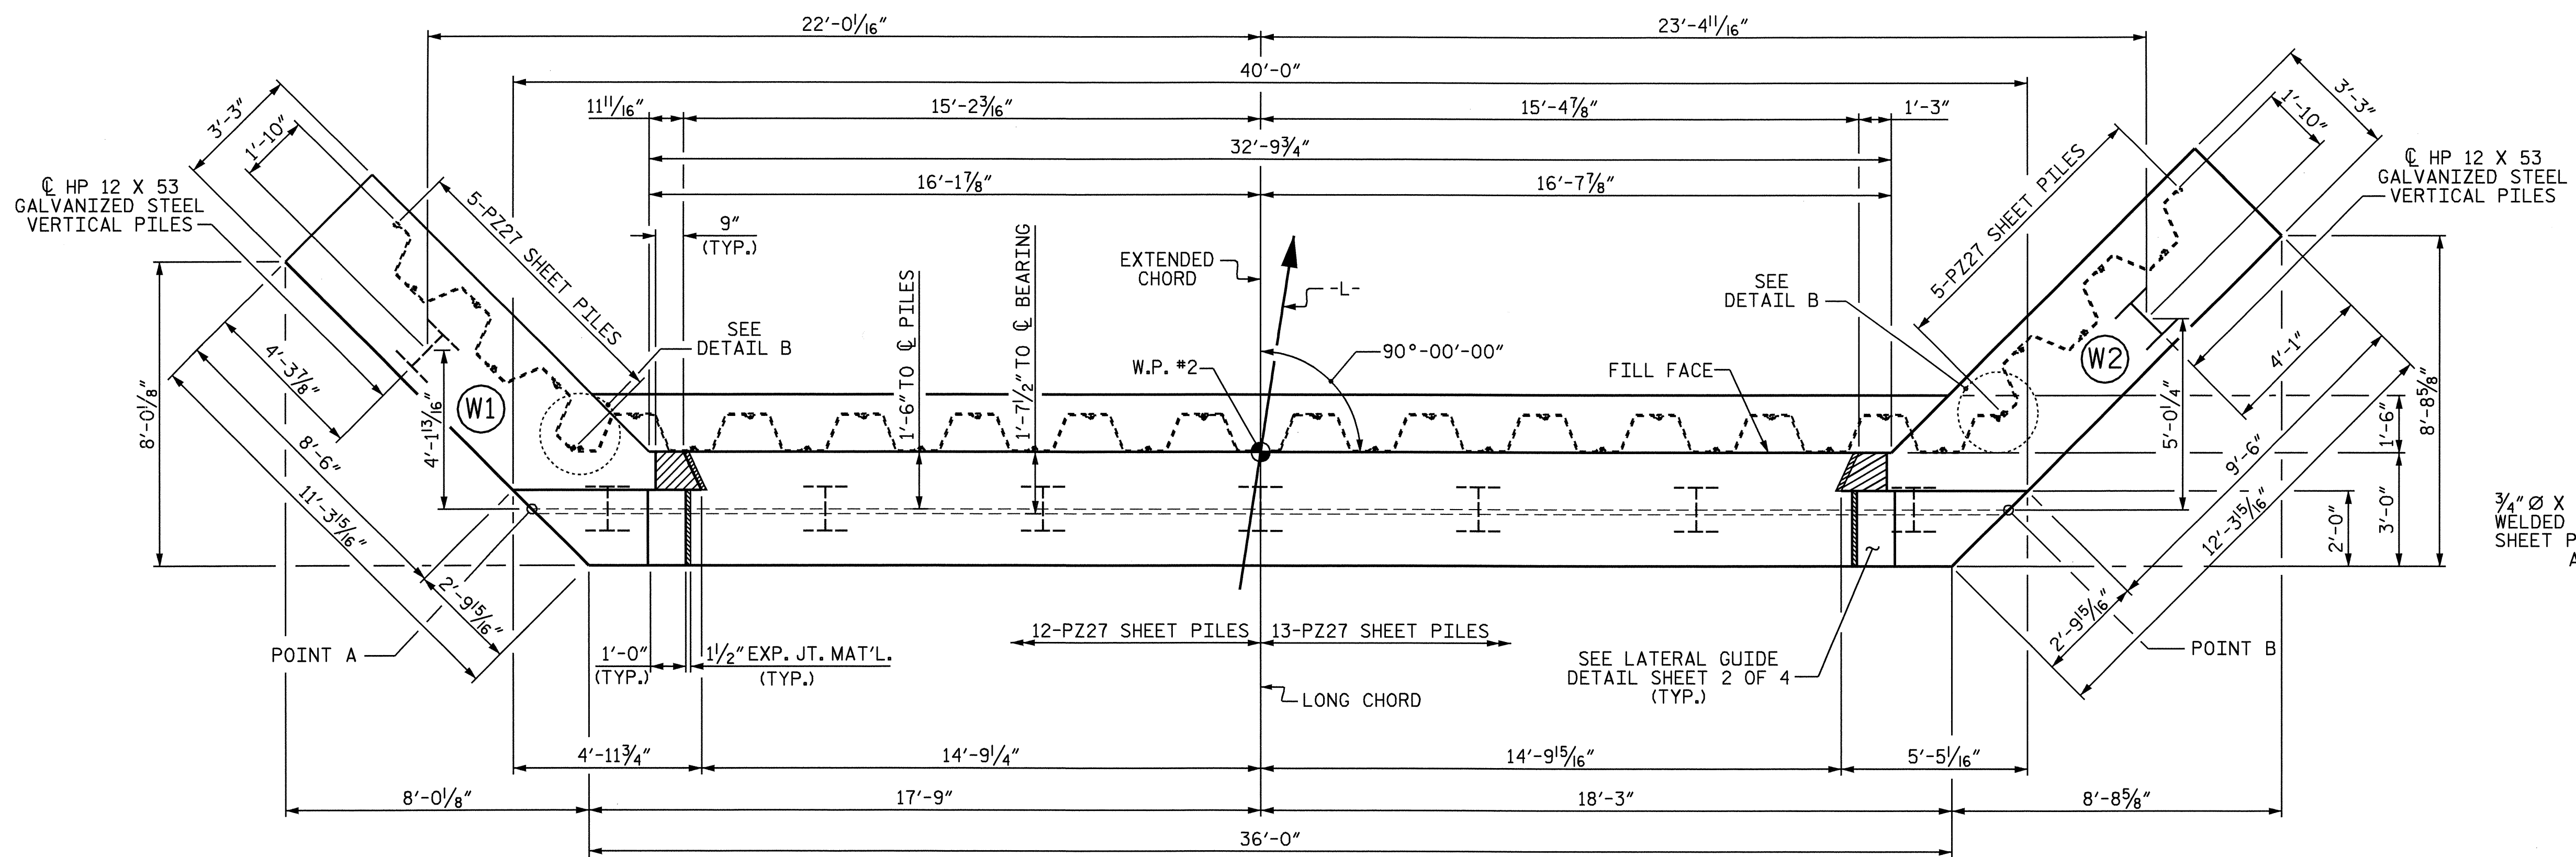 22'-0 1/16"
23'-4 11/16"
40'-0"
11 11/16"
15'-2 3/16"
15'-4 7/8"
1'-3"
32'-9 3/4"
16'-1 7/8"
16'-7 7/8"
3'-3"
1'-10"
3'-3"
1'-10"
℄ HP 12 X 53
GALVANIZED STEEL
VERTICAL PILES
5-PZ27 SHEET PILES
9"
(TYP.)
1'-6" TO ℄ PILES
1'-7 1/2" TO ℄ BEARING
EXTENDED
CHORD
-L-
SEE
DETAIL B
5-PZ27 SHEET PILES
℄ HP 12 X 53
GALVANIZED STEEL
VERTICAL PILES
SEE
DETAIL B
W.P. #2
90°-00'-00"
FILL FACE
W1
W2
8'-0 1/8"
4'-3 7/8"
4'-1 13/16"
8'-6"
11'-3 15/16"
2'-9 15/16"
4'-1"
5'-0 1/4"
1'-6"
8'-8 5/8"
9'-6"
12'-3 15/16"
2'-0"
3'-0"
2'-9 15/16"
3/4" Ø X
WELDED
SHEET P
A
POINT A
1'-0"
(TYP.)
1 1/2" EXP. JT. MAT'L.
(TYP.)
12-PZ27 SHEET PILES
13-PZ27 SHEET PILES
LONG CHORD
SEE LATERAL GUIDE
DETAIL SHEET 2 OF 4
(TYP.)
POINT B
4'-11 3/4"
14'-9 1/4"
14'-9 15/16"
5'-5 1/16"
8'-0 1/8"
17'-9"
18'-3"
8'-8 5/8"
36'-0"